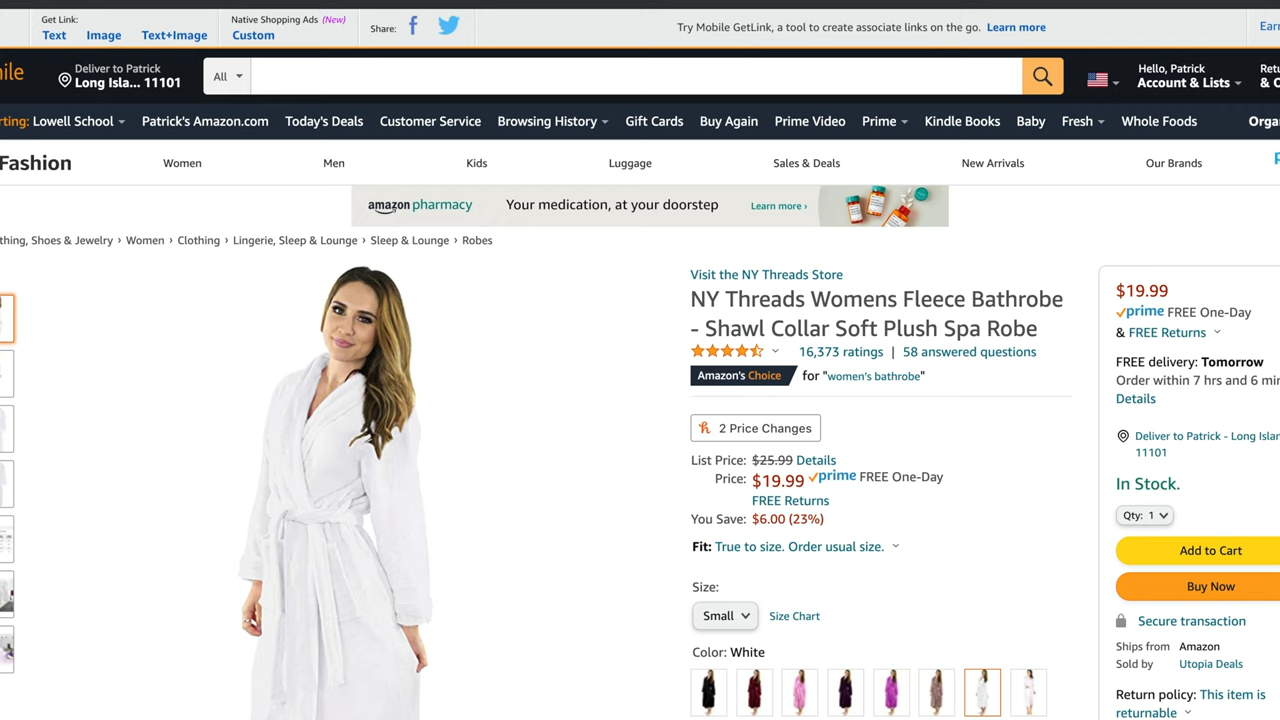 Get Link:
Text Image Text+Image
Native Shopping Ads (New)
Custom
Share:
Try Mobile GetLink, a tool to create associate links on the go. Learn more
Deliver to Patrick
Long Isla... 11101
All
Hello, Patrick
Account & Lists
Lowell School
Patrick's Amazon.com
Today's Deals
Customer Service
Browsing History
Gift Cards
Buy Again
Prime Video
Prime
Kindle Books
Baby
Fresh
Whole Foods
Fashion
Women
Men
Kids
Luggage
Sales & Deals
New Arrivals
Our Brands
amazon pharmacy Your medication, at your doorstep Learn more ›
Shoes & Jewelry › Women › Clothing › Lingerie, Sleep & Lounge › Sleep & Lounge › Robes
Visit the NY Threads Store
NY Threads Womens Fleece Bathrobe
- Shawl Collar Soft Plush Spa Robe
16,373 ratings | 58 answered questions
Amazon's Choice for "women's bathrobe"
2 Price Changes
List Price: $25.99 Details
Price: $19.99 prime FREE One-Day
FREE Returns
You Save: $6.00 (23%)
Fit: True to size. Order usual size.
Size:
Small Size Chart
Color: White
$19.99
prime FREE One-Day
& FREE Returns
FREE delivery: Tomorrow
Order within 7 hrs and 6
Details
Deliver to Patrick - Long
11101
In Stock.
Qty: 1
Add to Cart
Buy Now
Secure transaction
Ships from Amazon
Sold by Utopia Deals
Return policy: This item is
returnable